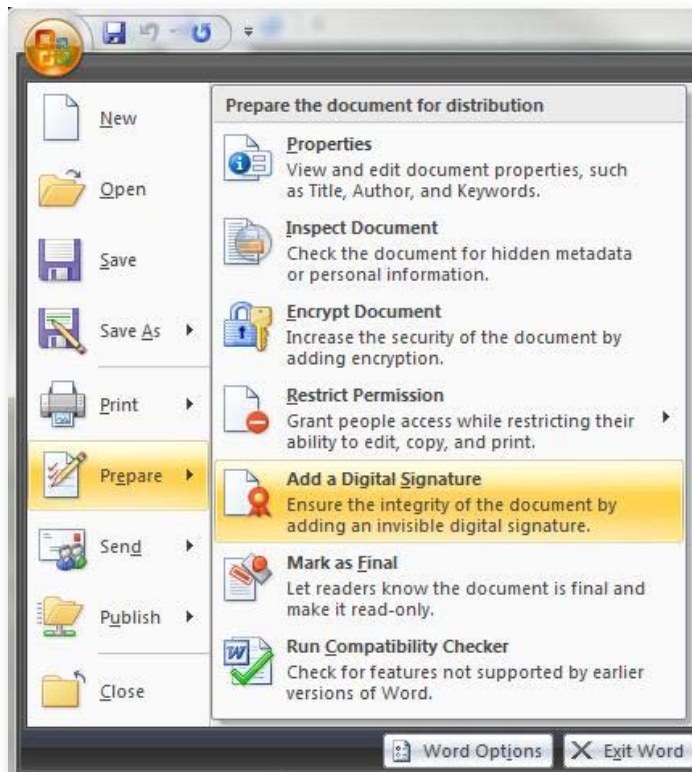 New
Open
Save
Save As
Print
Prepare
Send
Publish
Close
Prepare the document for distribution
Properties
View and edit document properties, such
as Title, Author, and Keywords.
Inspect Document
Check the document for hidden metadata
or personal information.
Encrypt Document
Increase the security of the document by
adding encryption.
Restrict Permission
Grant people access while restricting their
ability to edit, copy, and print.
Add a Digital Signature
Ensure the integrity of the document by
adding an invisible digital signature.
Mark as Final
Let readers know the document is final and
make it read-only.
Run Compatibility Checker
Check for features not supported by earlier
versions of Word.
Word Options
Exit Word